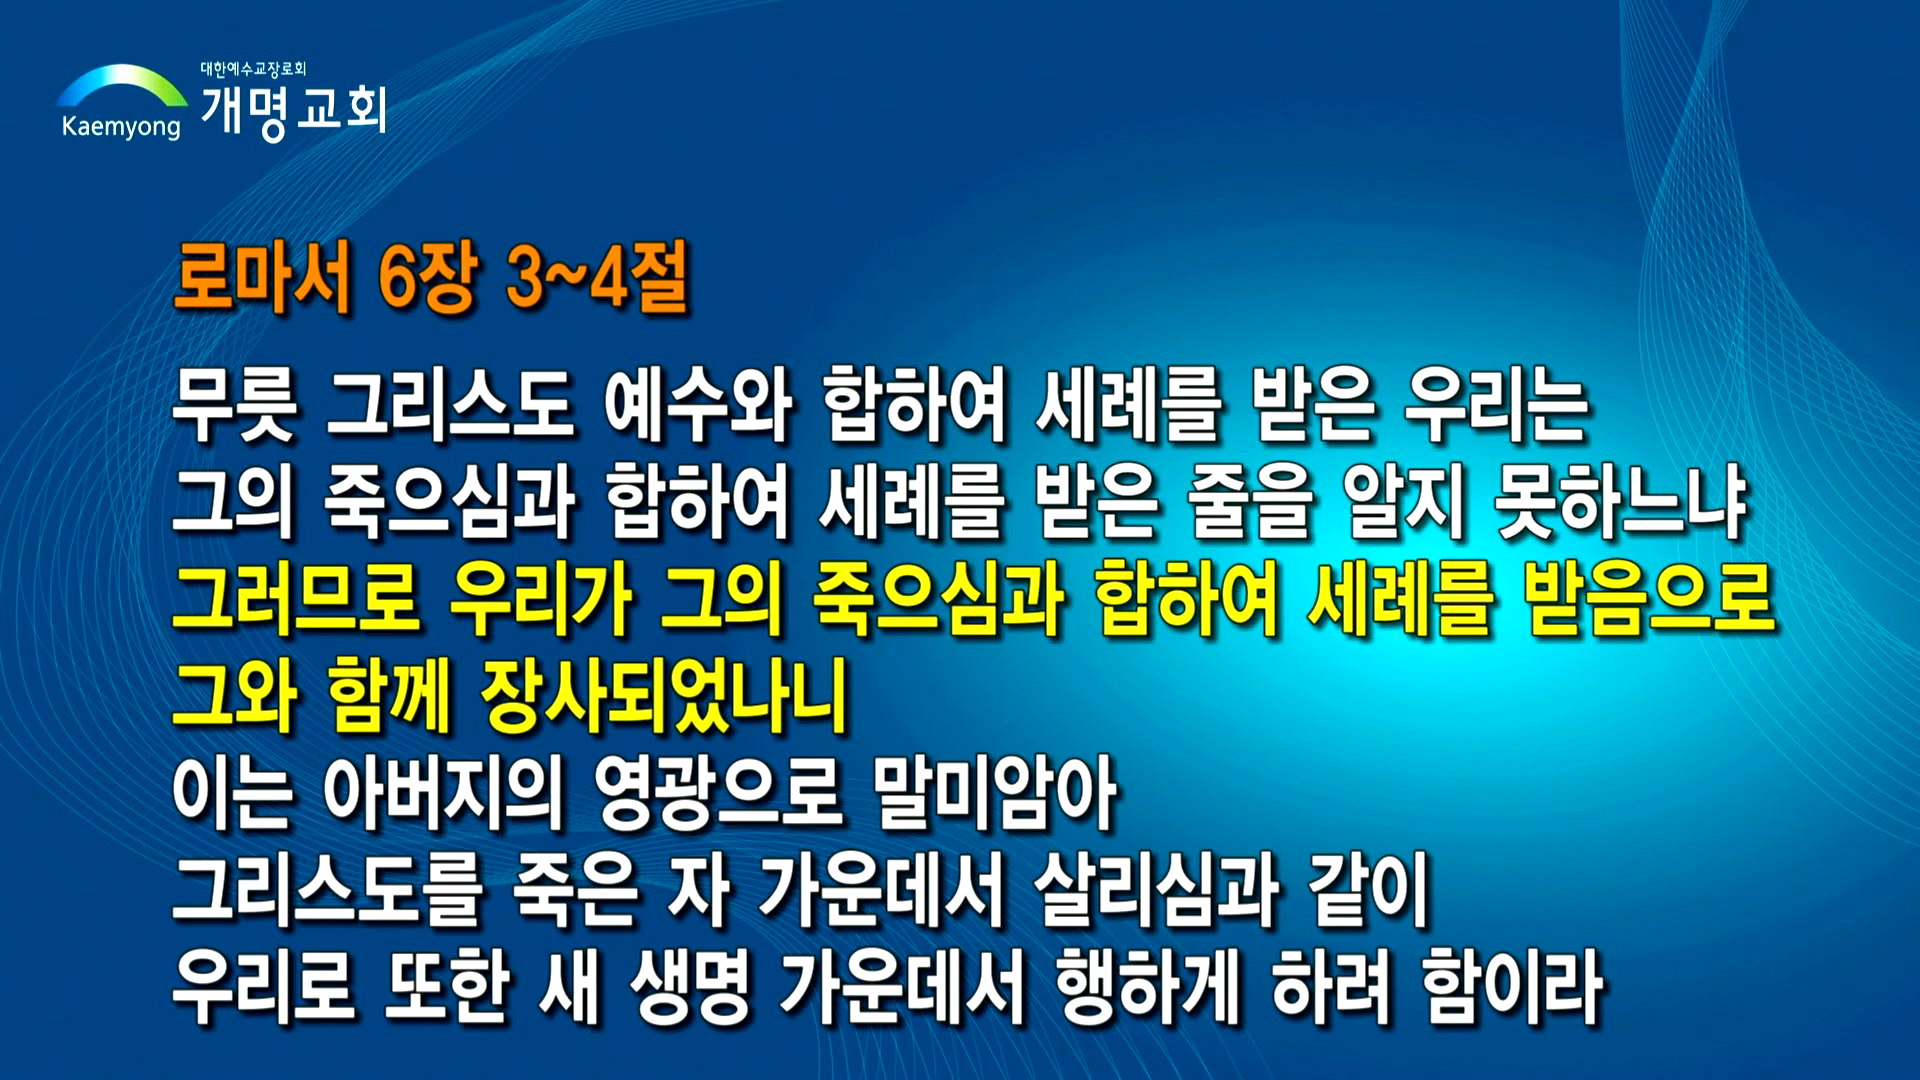 대한예수교장로회
개명교회
Kaemyong
로마서 6장 3~4절
무릇 그리스도 예수와 합하여 세례를 받은 우리는
그의 죽으심과 합하여 세례를 받은 줄을 알지 못하느냐
그러므로 우리가 그의 죽으심과 합하여 세례를 받음으로
그와 함께 장사되었나니
이는 아버지의 영광으로 말미암아
그리스도를 죽은 자 가운데서 살리심과 같이
우리로 또한 새 생명 가운데서 행하게 하려 함이라